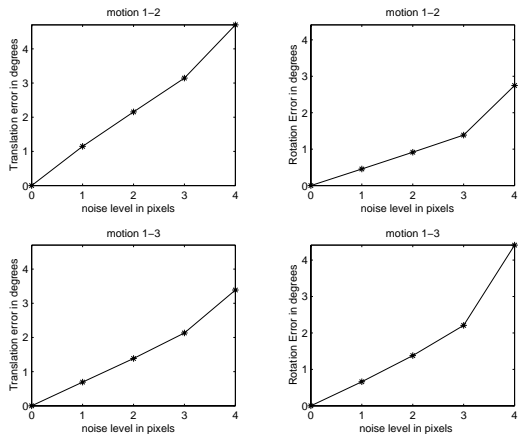 motion 1-2
Translation error in degrees
4
3
2
1
0
0 1 2 3 4
noise level in pixels
motion 1-2
Rotation Error in degrees
4
3
2
1
0
0 1 2 3 4
noise level in pixels
motion 1-3
Translation error in degrees
4
3
2
1
0
0 1 2 3 4
noise level in pixels
motion 1-3
Rotation Error in degrees
4
3
2
1
0
0 1 2 3 4
noise level in pixels